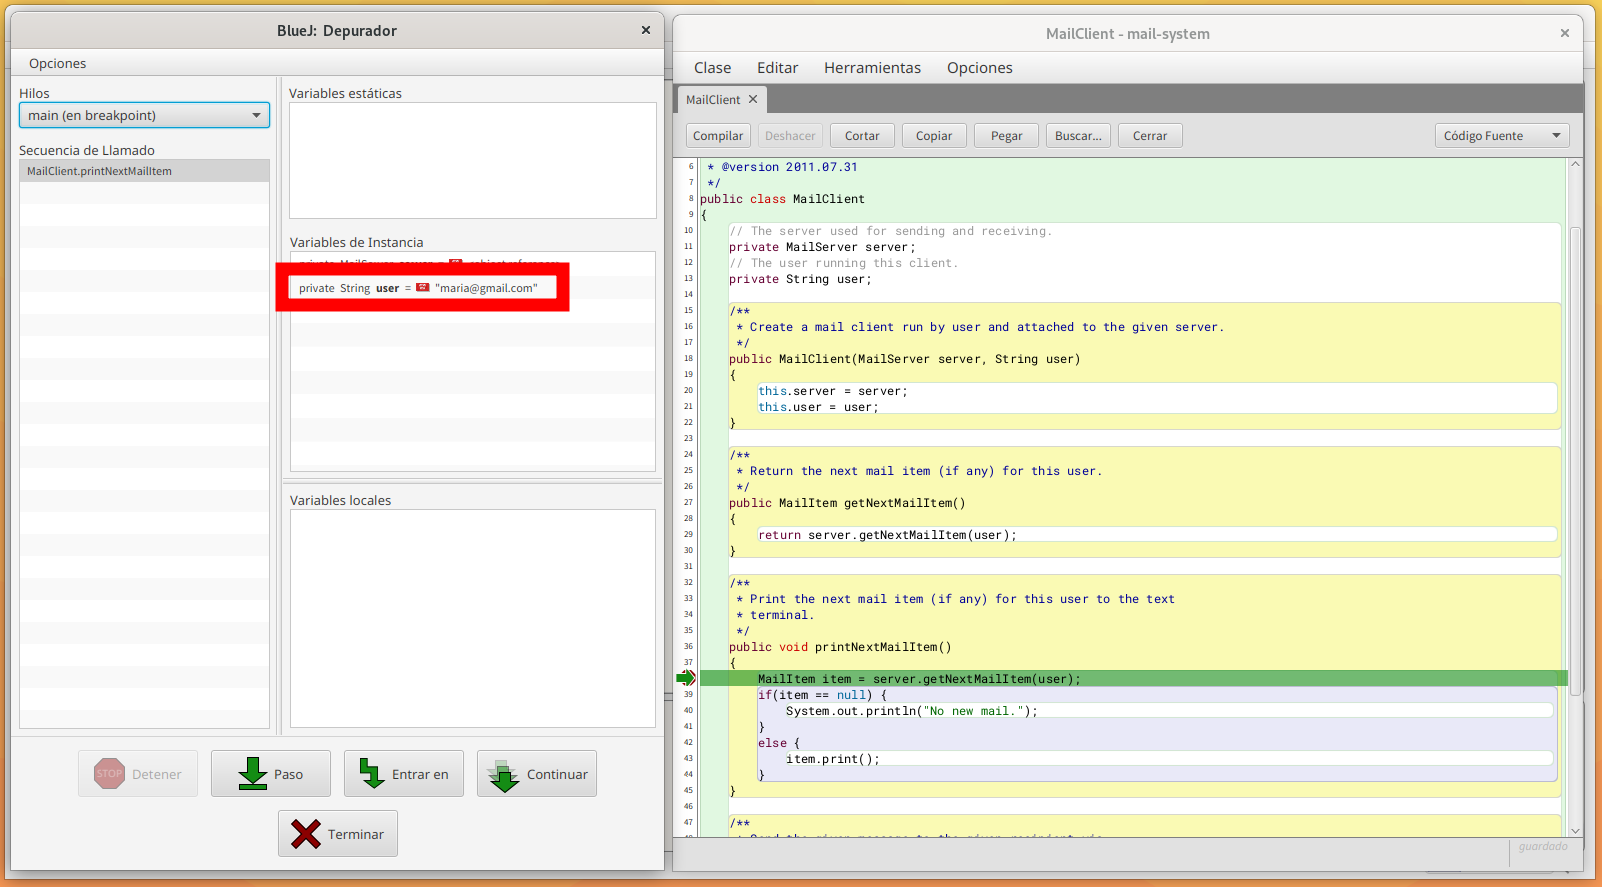 BlueJ: Depurador
×
Opciones
Hilos
main (en breakpoint)
Secuencia de Llamado
MailClient.printNextMailItem
Variables estáticas
Variables de Instancia
private String user = "maria@gmail.com"
Variables locales
STOP Detener
Paso
Entrar en
Continuar
Terminar
MailClient - mail-system
×
Clase Editar Herramientas Opciones
MailClient ×
Compilar Deshacer Cortar Copiar Pegar Buscar... Cerrar Código Fuente
6 * @version 2011.07.31
7 */
8 public class MailClient
9 {
10 // The server used for sending and receiving.
11 private MailServer server;
12 // The user running this client.
13 private String user;
14
15 /**
16 * Create a mail client run by user and attached to the given server.
17 */
18 public MailClient(MailServer server, String user)
19 {
20 this.server = server;
21 this.user = user;
22 }
23
24 /**
25 * Return the next mail item (if any) for this user.
26 */
27 public MailItem getNextMailItem()
28 {
29 return server.getNextMailItem(user);
30 }
31
32 /**
33 * Print the next mail item (if any) for this user to the text
34 * terminal.
35 */
36 public void printNextMailItem()
37 {
MailItem item = server.getNextMailItem(user);
39 if(item == null) {
40 System.out.println("No new mail.");
41 }
42 else {
43 item.print();
44 }
45 }
46
47 /**
guardado